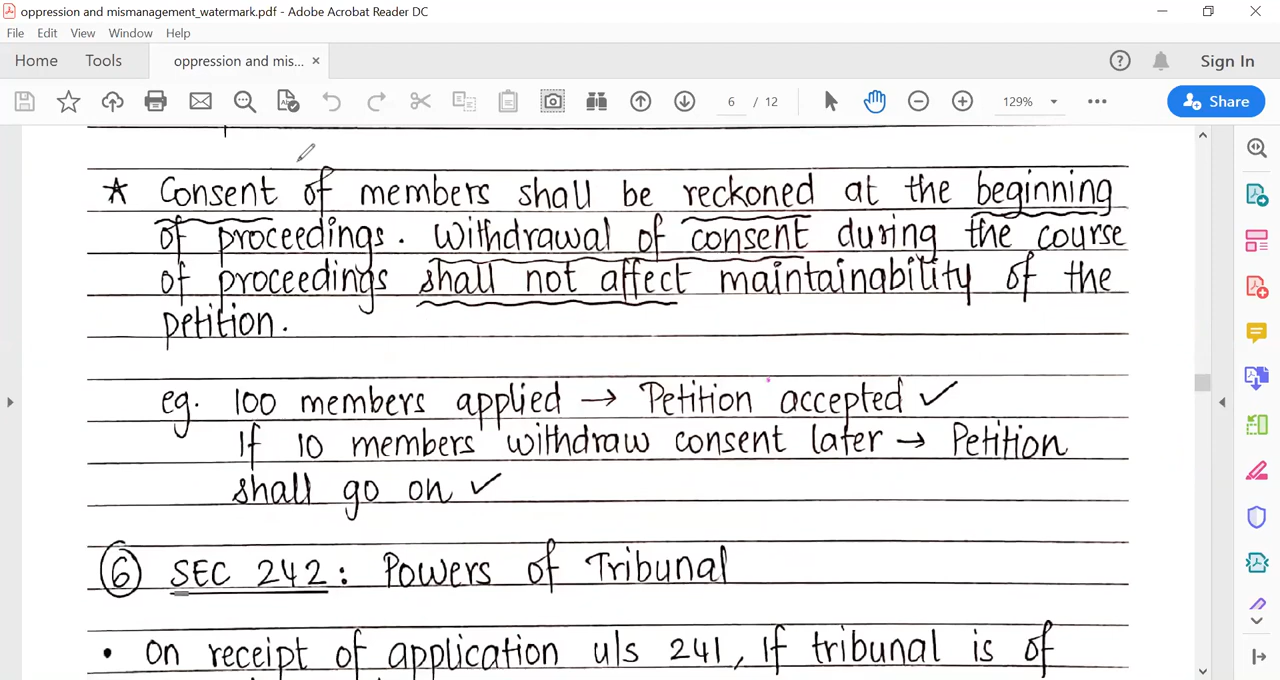 oppression and mismanagement_watermark.pdf - Adobe Acrobat Reader DC
File Edit View Window Help
Home Tools oppression and mis... × Sign In
6 / 12 129% Share
☆ Consent of members shall be reckoned at the beginning
of proceedings. Withdrawal of consent during the course
of proceedings shall not affect maintainability of the
petition.
eg. 100 members applied → Petition accepted ✓
If 10 members withdraw consent later → Petition
shall go on ✓
⑥ SEC 242: Powers of Tribunal
• On receipt of application u/s 241, If tribunal is of